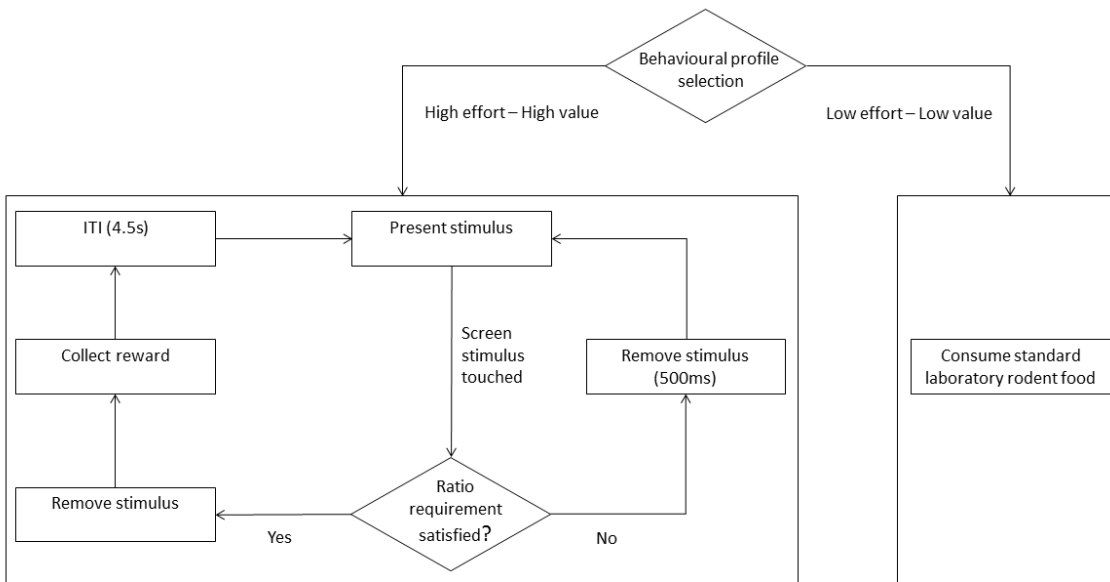 Behavioural profile
selection
High effort – High value
Low effort – Low value
ITI (4.5s)
Present stimulus
Screen
stimulus
touched
Collect reward
Remove stimulus
(500ms)
Consume standard
laboratory rodent food
Remove stimulus
Ratio
requirement
satisfied?
Yes
No